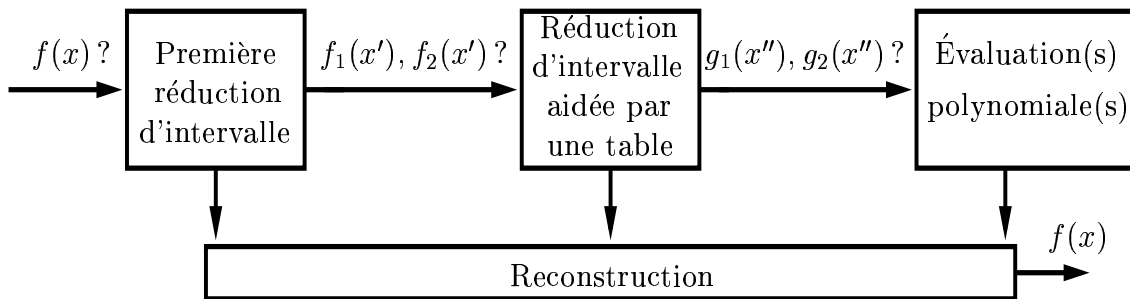 f(x) ?
Première
réduction
d'intervalle
f₁(x′), f₂(x′) ?
Réduction
d'intervalle
aidée par
une table
g₁(x″), g₂(x″) ?
Évaluation(s)
polynomiale(s)
Reconstruction
f(x)